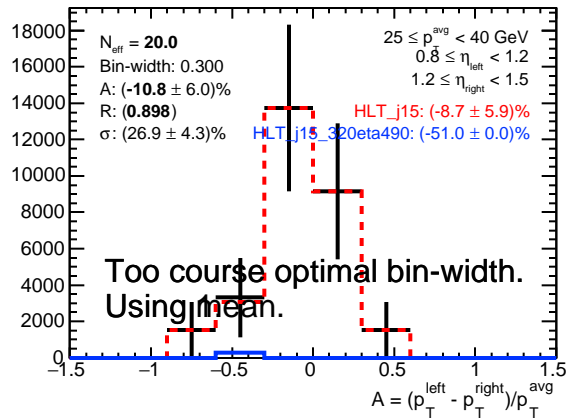 N_eff = 20.0
Bin-width: 0.300
A: (-10.8 ± 6.0)%
R: (0.898)
σ: (26.9 ± 4.3)%
25 ≤ p_T^avg < 40 GeV
0.8 ≤ η_left < 1.2
1.2 ≤ η_right < 1.5
HLT_j15: (-8.7 ± 5.9)%
HLT_j15_320eta490: (-51.0 ± 0.0)%
18000
16000
14000
12000
10000
8000
6000
4000
2000
0
Too course optimal bin-width.
Using mean.
−1.5 −1 −0.5 0 0.5 1 1.5
A = (p_T^left - p_T^right)/p_T^avg